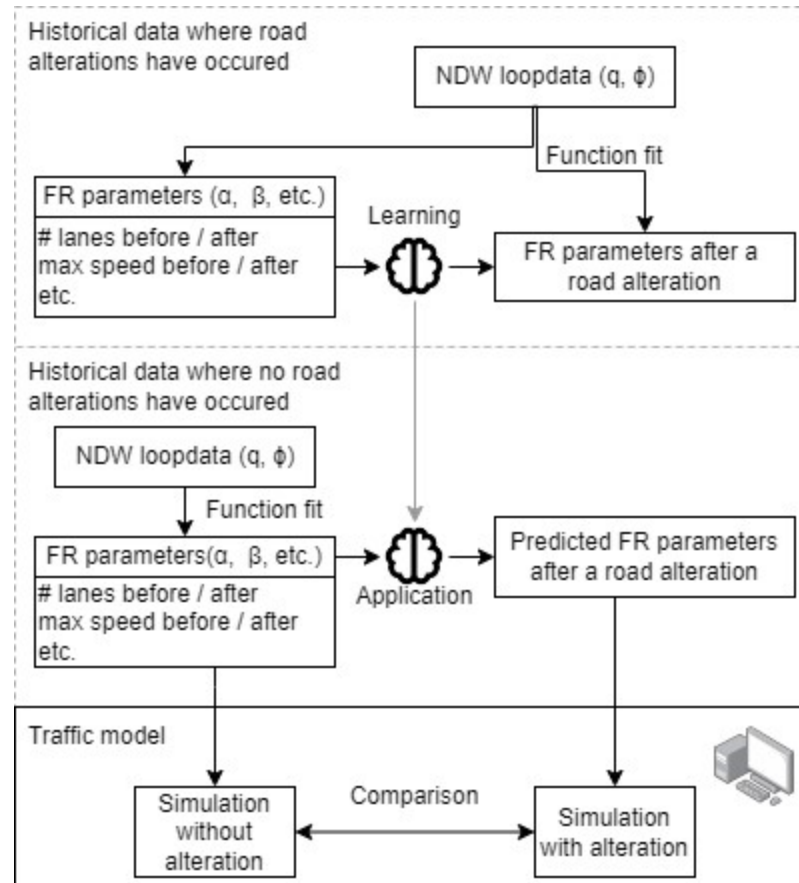 Historical data where road
alterations have occured
NDW loopdata (q, ϕ)
Function fit
FR parameters (α, β, etc.)
# lanes before / after
max speed before / after
etc.
Learning
FR parameters after a
road alteration
Historical data where no road
alterations have occured
NDW loopdata (q, ϕ)
Function fit
FR parameters(α, β, etc.)
# lanes before / after
max speed before / after
etc.
Application
Predicted FR parameters
after a road alteration
Traffic model
Simulation
without
alteration
Comparison
Simulation
with alteration